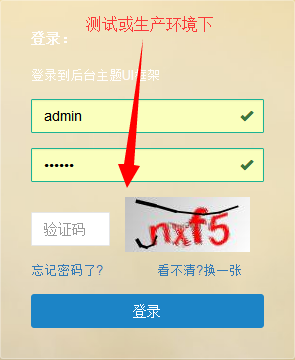 测试或生产环境下
登录：
登录到后台主题UI框架
admin
••••••
验证码
nxf5
忘记密码了?
看不清?换一张
登录